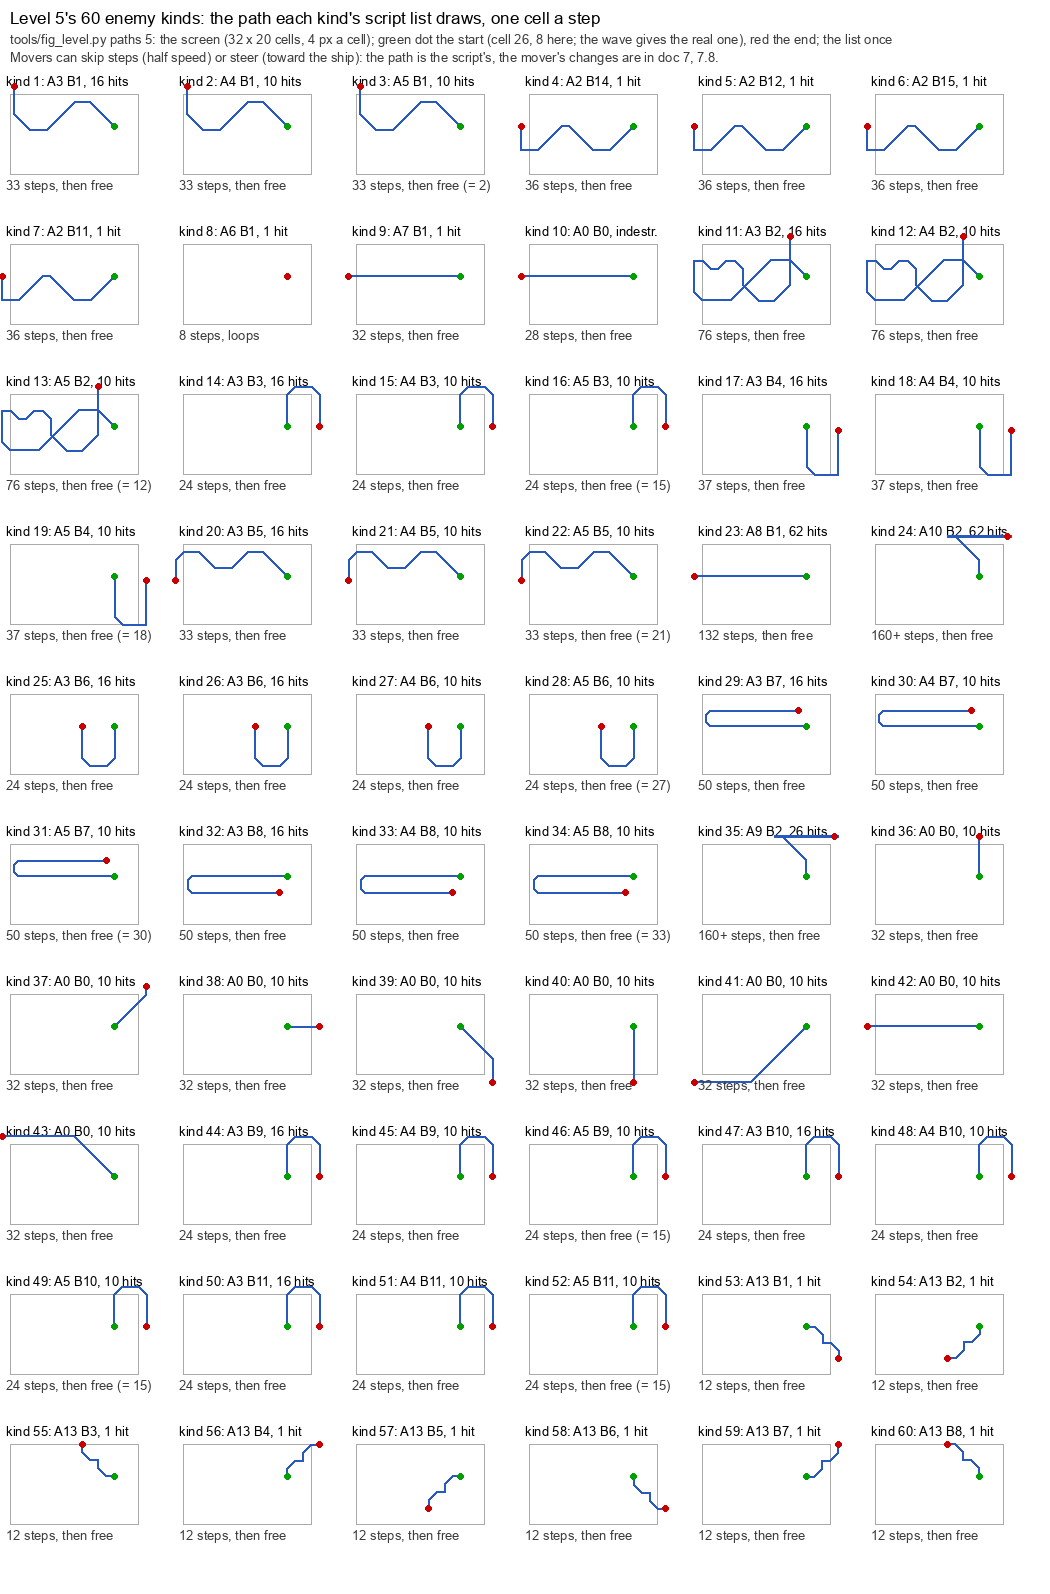 Level 5's 60 enemy kinds: the path each kind's script list draws, one cell a step
tools/fig_level.py paths 5: the screen (32 x 20 cells, 4 px a cell); green dot the start (cell 26, 8 here; the wave gives the real one), red the end; the list once
Movers can skip steps (half speed) or steer (toward the ship): the path is the script's, the mover's changes are in doc 7, 7.8.
kind 1: A3 B1, 16 hits kind 2: A4 B1, 10 hits kind 3: A5 B1, 10 hits kind 4: A2 B14, 1 hit kind 5: A2 B12, 1 hit kind 6: A2 B15, 1 hit
33 steps, then free 33 steps, then free 33 steps, then free (= 2) 36 steps, then free 36 steps, then free 36 steps, then free
kind 7: A2 B11, 1 hit kind 8: A6 B1, 1 hit kind 9: A7 B1, 1 hit kind 10: A0 B0, indestr. kind 11: A3 B2, 16 hits kind 12: A4 B2, 10 hits
36 steps, then free 8 steps, loops 32 steps, then free 28 steps, then free 76 steps, then free 76 steps, then free
kind 13: A5 B2, 10 hits kind 14: A3 B3, 16 hits kind 15: A4 B3, 10 hits kind 16: A5 B3, 10 hits kind 17: A3 B4, 16 hits kind 18: A4 B4, 10 hits
76 steps, then free (= 12) 24 steps, then free 24 steps, then free 24 steps, then free (= 15) 37 steps, then free 37 steps, then free
kind 19: A5 B4, 10 hits kind 20: A3 B5, 16 hits kind 21: A4 B5, 10 hits kind 22: A5 B5, 10 hits kind 23: A8 B1, 62 hits kind 24: A10 B2, 62 hits
37 steps, then free (= 18) 33 steps, then free 33 steps, then free 33 steps, then free (= 21) 132 steps, then free 160+ steps, then free
kind 25: A3 B6, 16 hits kind 26: A3 B6, 16 hits kind 27: A4 B6, 10 hits kind 28: A5 B6, 10 hits kind 29: A3 B7, 16 hits kind 30: A4 B7, 10 hits
24 steps, then free 24 steps, then free 24 steps, then free 24 steps, then free (= 27) 50 steps, then free 50 steps, then free
kind 31: A5 B7, 10 hits kind 32: A3 B8, 16 hits kind 33: A4 B8, 10 hits kind 34: A5 B8, 10 hits kind 35: A9 B2, 26 hits kind 36: A0 B0, 10 hits
50 steps, then free (= 30) 50 steps, then free 50 steps, then free 50 steps, then free (= 33) 160+ steps, then free 32 steps, then free
kind 37: A0 B0, 10 hits kind 38: A0 B0, 10 hits kind 39: A0 B0, 10 hits kind 40: A0 B0, 10 hits kind 41: A0 B0, 10 hits kind 42: A0 B0, 10 hits
32 steps, then free 32 steps, then free 32 steps, then free 32 steps, then free 32 steps, then free 32 steps, then free
kind 43: A0 B0, 10 hits kind 44: A3 B9, 16 hits kind 45: A4 B9, 10 hits kind 46: A5 B9, 10 hits kind 47: A3 B10, 16 hits kind 48: A4 B10, 10 hits
32 steps, then free 24 steps, then free 24 steps, then free 24 steps, then free (= 15) 24 steps, then free 24 steps, then free
kind 49: A5 B10, 10 hits kind 50: A3 B11, 16 hits kind 51: A4 B11, 10 hits kind 52: A5 B11, 10 hits kind 53: A13 B1, 1 hit kind 54: A13 B2, 1 hit
24 steps, then free (= 15) 24 steps, then free 24 steps, then free 24 steps, then free (= 15) 12 steps, then free 12 steps, then free
kind 55: A13 B3, 1 hit kind 56: A13 B4, 1 hit kind 57: A13 B5, 1 hit kind 58: A13 B6, 1 hit kind 59: A13 B7, 1 hit kind 60: A13 B8, 1 hit
12 steps, then free 12 steps, then free 12 steps, then free 12 steps, then free 12 steps, then free 12 steps, then free